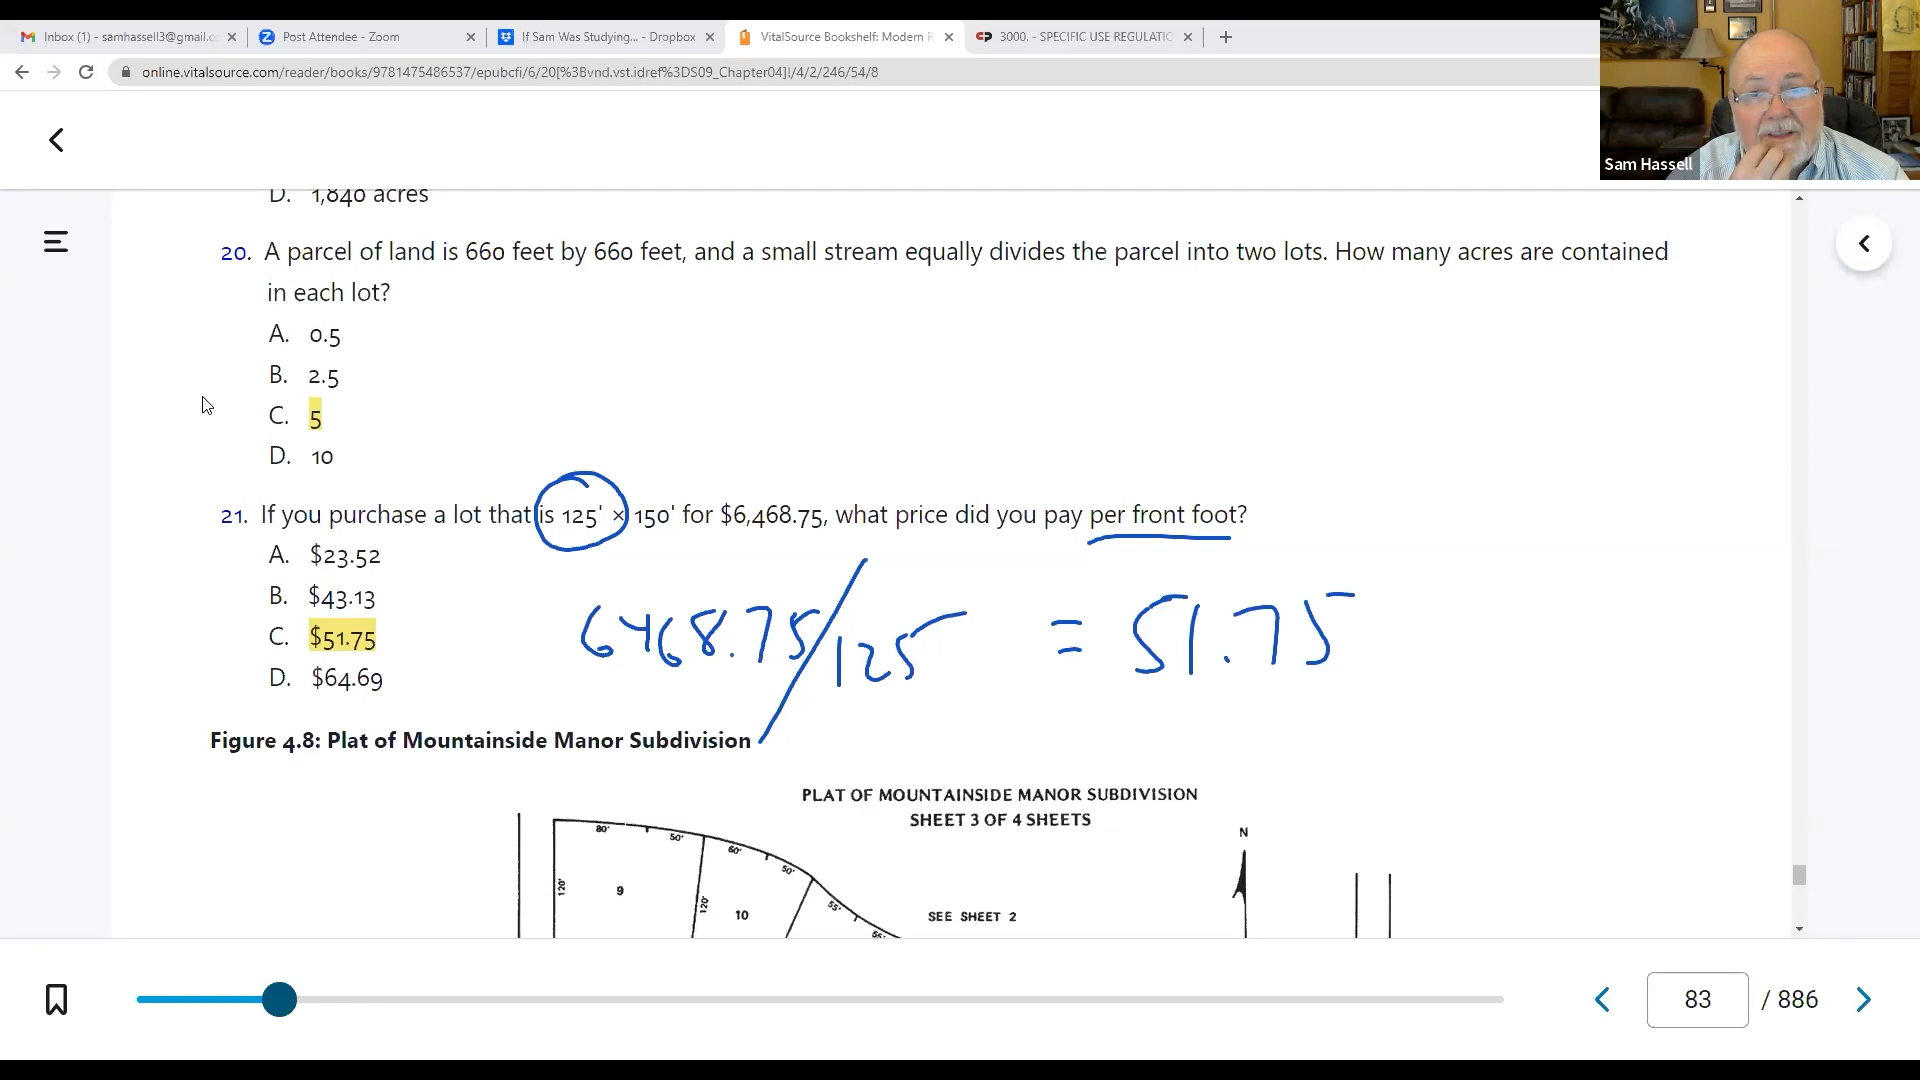 Inbox (1) - samhassell3@gmail.c
Post Attendee - Zoom
If Sam Was Studying... - Dropbox
VitalSource Bookshelf: Modern R
3000. - SPECIFIC USE REGULATIC
online.vitalsource.com/reader/books/9781475486537/epubcfi/6/20[%3Bvnd.vst.idref%3DS09_Chapter04]!/4/2/246/54/8
Sam Hassell
D. 1,840 acres
20. A parcel of land is 660 feet by 660 feet, and a small stream equally divides the parcel into two lots. How many acres are contained
in each lot?
A. 0.5
B. 2.5
C. 5
D. 10
21. If you purchase a lot that is 125' × 150' for $6,468.75, what price did you pay per front foot?
A. $23.52
B. $43.13
C. $51.75
D. $64.69
6468.75/125 = 51.75
Figure 4.8: Plat of Mountainside Manor Subdivision
PLAT OF MOUNTAINSIDE MANOR SUBDIVISION
SHEET 3 OF 4 SHEETS
N
80'
50'
60'
50'
120'
9
120'
10
55'
55'
SEE SHEET 2
83 / 886